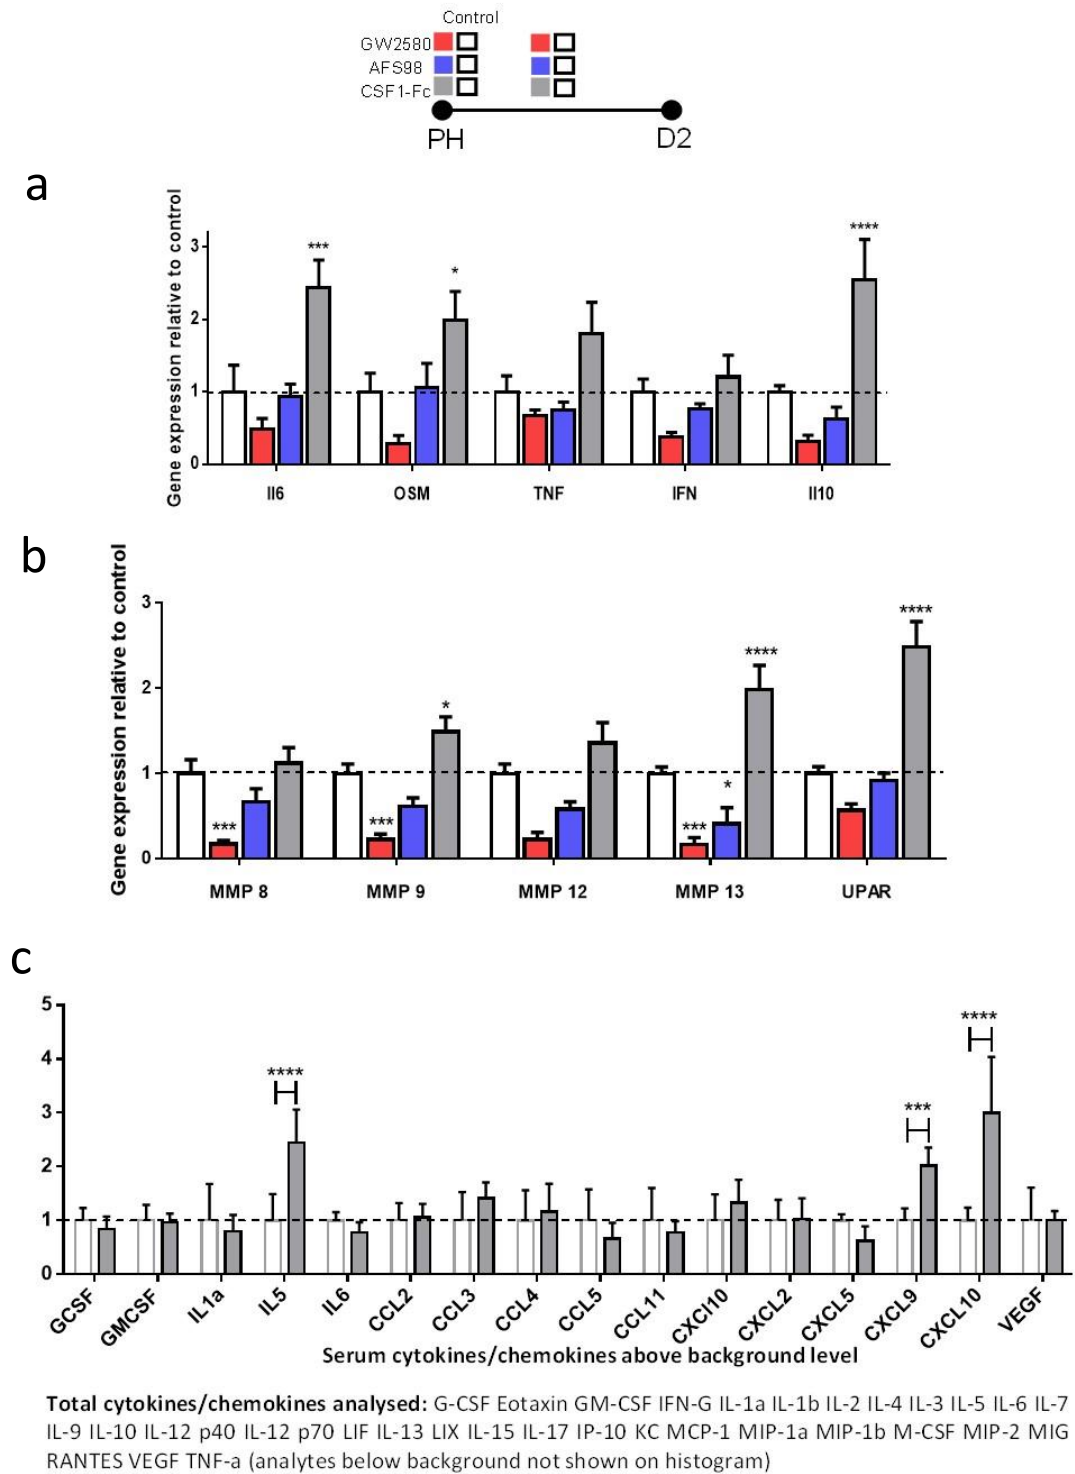 Control
GW2580
AFS98
CSF1-Fc
PH D2
a
Gene expression relative to control
3
2
1
0
*** * ****
Il6 OSM TNF IFN Il10
b
Gene expression relative to control
3
2
1
0
*** *** * *** * **** ****
MMP 8 MMP 9 MMP 12 MMP 13 UPAR
c
5
4
3
2
1
0
**** *** ****
GCSF GMCSF IL1a IL5 IL6 CCL2 CCL3 CCL4 CCL5 CCL11 CXCl10 CXCL2 CXCL5 CXCL9 CXCL10 VEGF
Serum cytokines/chemokines above background level
Total cytokines/chemokines analysed: G-CSF Eotaxin GM-CSF IFN-G IL-1a IL-1b IL-2 IL-4 IL-3 IL-5 IL-6 IL-7
IL-9 IL-10 IL-12 p40 IL-12 p70 LIF IL-13 LIX IL-15 IL-17 IP-10 KC MCP-1 MIP-1a MIP-1b M-CSF MIP-2 MIG
RANTES VEGF TNF-a (analytes below background not shown on histogram)